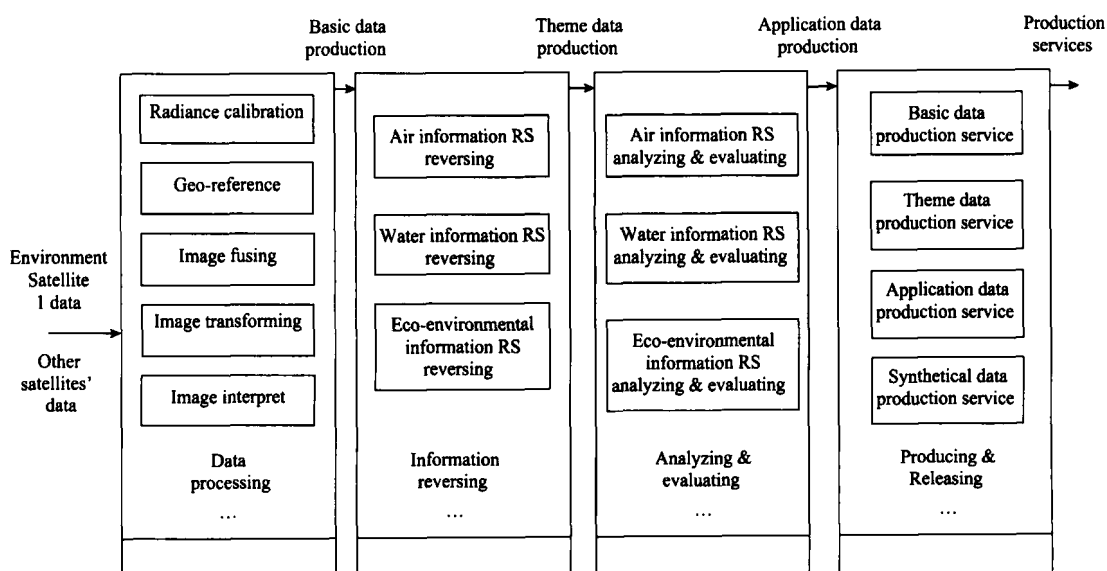 Basic data
production
Theme data
production
Application data
production
Production
services
Environment
Satellite
1 data
Other
satellites'
data
Radiance calibration
Geo-reference
Image fusing
Image transforming
Image interpret
Data
processing
...
Air information RS
reversing
Water information RS
reversing
Eco-environmental
information RS
reversing
Information
reversing
...
Air information RS
analyzing & evaluating
Water information RS
analyzing & evaluating
Eco-environmental
information RS
analyzing & evaluating
Analyzing &
evaluating
...
Basic data
production service
Theme data
production service
Application data
production service
Synthetical data
production service
Producing &
Releasing
...